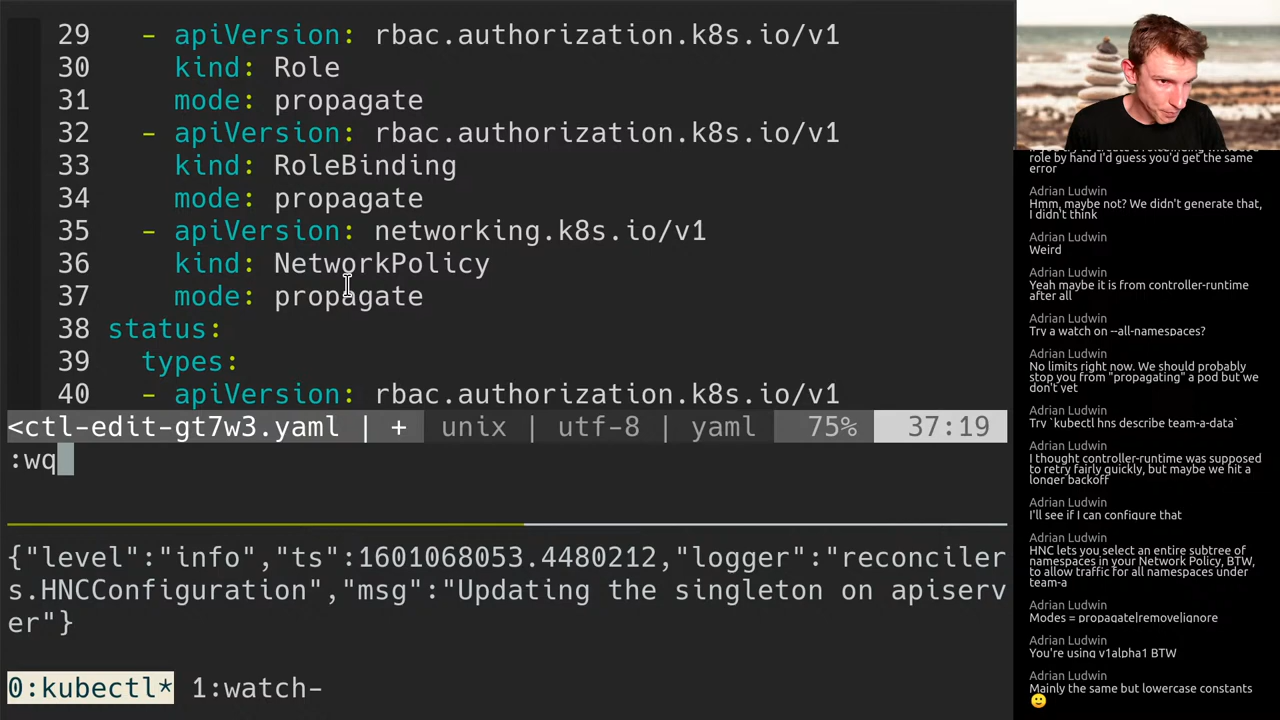 29   - apiVersion: rbac.authorization.k8s.io/v1
30     kind: Role
31     mode: propagate
32   - apiVersion: rbac.authorization.k8s.io/v1
33     kind: RoleBinding
34     mode: propagate
35   - apiVersion: networking.k8s.io/v1
36     kind: NetworkPolicy
37     mode: propagate
38 status:
39   types:
40   - apiVersion: rbac.authorization.k8s.io/v1
<ctl-edit-gt7w3.yaml | + unix | utf-8 | yaml 75% 37:19
:wq
{"level":"info","ts":1601068053.4480212,"logger":"reconciler
s.HNCConfiguration","msg":"Updating the singleton on apiserv
er"}
0:kubectl* 1:watch-
role by hand I'd guess you'd get the same
error
Adrian Ludwin
Hmm, maybe not? We didn't generate that,
I didn't think
Adrian Ludwin
Weird
Adrian Ludwin
Yeah maybe it is from controller-runtime
after all
Adrian Ludwin
Try a watch on --all-namespaces?
Adrian Ludwin
No limits right now. We should probably
stop you from "propagating" a pod but we
don't yet
Adrian Ludwin
Try `kubectl hns describe team-a-data`
Adrian Ludwin
I thought controller-runtime was supposed
to retry fairly quickly, but maybe we hit a
longer backoff
Adrian Ludwin
I'll see if I can configure that
Adrian Ludwin
HNC lets you select an entire subtree of
namespaces in your Network Policy, BTW,
to allow traffic for all namespaces under
team-a
Adrian Ludwin
Modes = propagate|remove|ignore
Adrian Ludwin
You're using v1alpha1 BTW
Adrian Ludwin
Mainly the same but lowercase constants
🙂